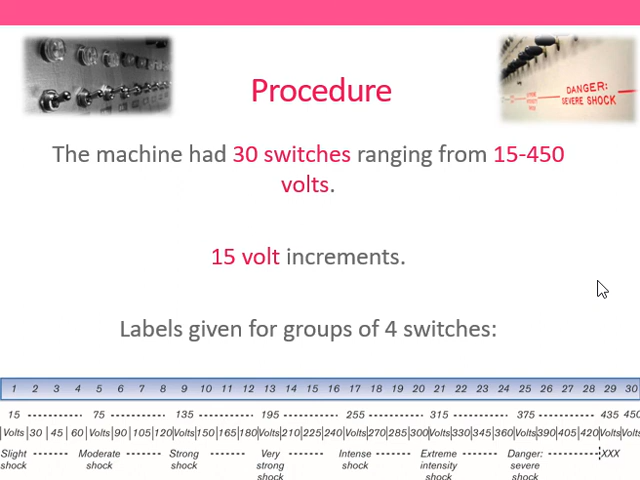 DANGER:
SEVERE SHOCK
Procedure
The machine had 30 switches ranging from 15-450
volts.
15 volt increments.
Labels given for groups of 4 switches:
1 2 3 4 5 6 7 8 9 10 11 12 13 14 15 16 17 18 19 20 21 22 23 24 25 26 27 28 29 30
15 ---------- 75 ---------- 135 ---------- 195 ---------- 255 ---------- 315 ---------- 375 ---------- 435 450
Volts|30|45|60|Volts|90|105|120|Volts|150|165|180|Volts|210|225|240|Volts|270|285|300|Volts|330|345|360|Volts|390|405|420|Volts|Volts
Slight ------- Moderate ------- Strong ------- Very ------- Intense ------- Extreme ------- Danger: ----------XXX
shock shock shock strong shock intensity severe
shock shock shock